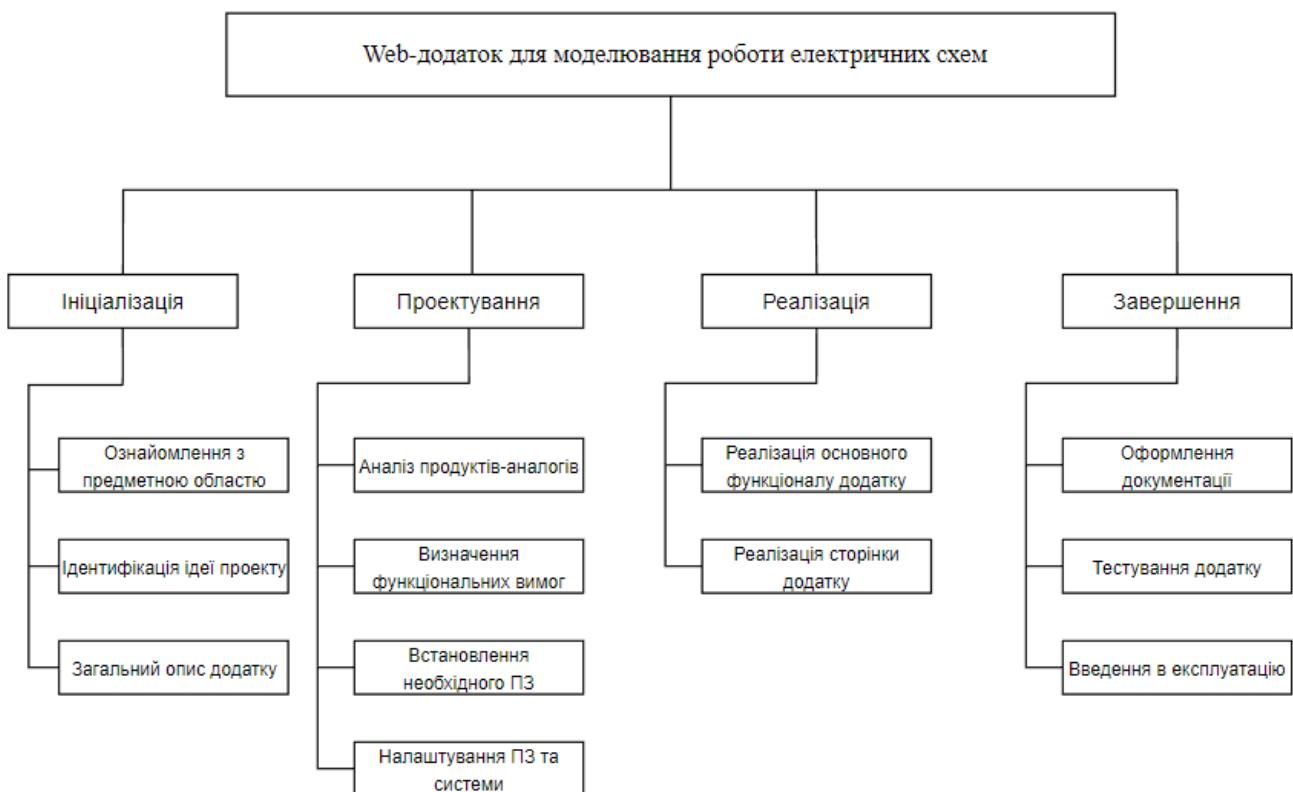 Web-додаток для моделювання роботи електричних схем
Ініціалізація
Проектування
Реалізація
Завершення
Ознайомлення з
предметною областю
Ідентифікація ідеї проекту
Загальний опис додатку
Аналіз продуктів-аналогів
Визначення
функціональних вимог
Встановлення
необхідного ПЗ
Налаштування ПЗ та
системи
Реалізація основного
функціоналу додатку
Реалізація сторінки
додатку
Оформлення
документації
Тестування додатку
Введення в експлуатацію